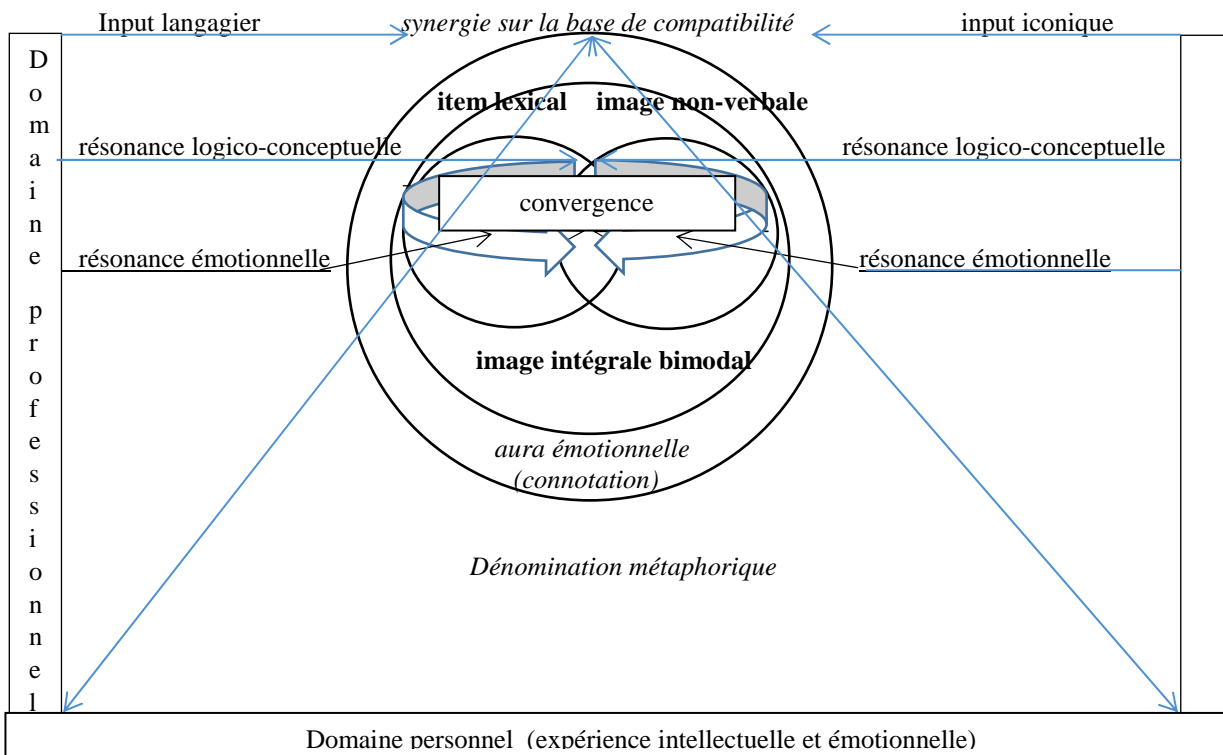 Input langagier
synergie sur la base de compatibilité
input iconique
Domaine professionnel
item lexical
image non-verbale
résonance logico-conceptuelle
résonance logico-conceptuelle
convergence
résonance émotionnelle
résonance émotionnelle
image intégrale bimodal
aura émotionnelle
(connotation)
Dénomination métaphorique
Domaine personnel (expérience intellectuelle et émotionnelle)